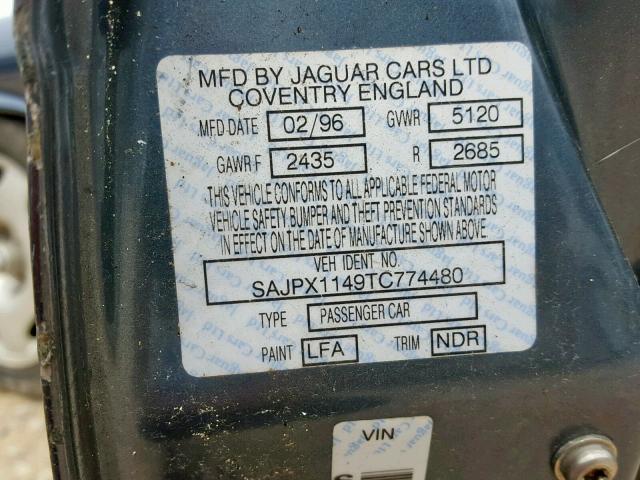 MFD BY JAGUAR CARS LTD
COVENTRY ENGLAND
MFD DATE 02/96 GVWR 5120
GAWR F 2435 R 2685
THIS VEHICLE CONFORMS TO ALL APPLICABLE FEDERAL MOTOR
VEHICLE SAFETY BUMPER AND THEFT PREVENTION STANDARDS
IN EFFECT ON THE DATE OF MANUFACTURE SHOWN ABOVE
VEH IDENT NO.
SAJPX1149TC774480
TYPE PASSENGER CAR
PAINT LFA TRIM NDR
VIN